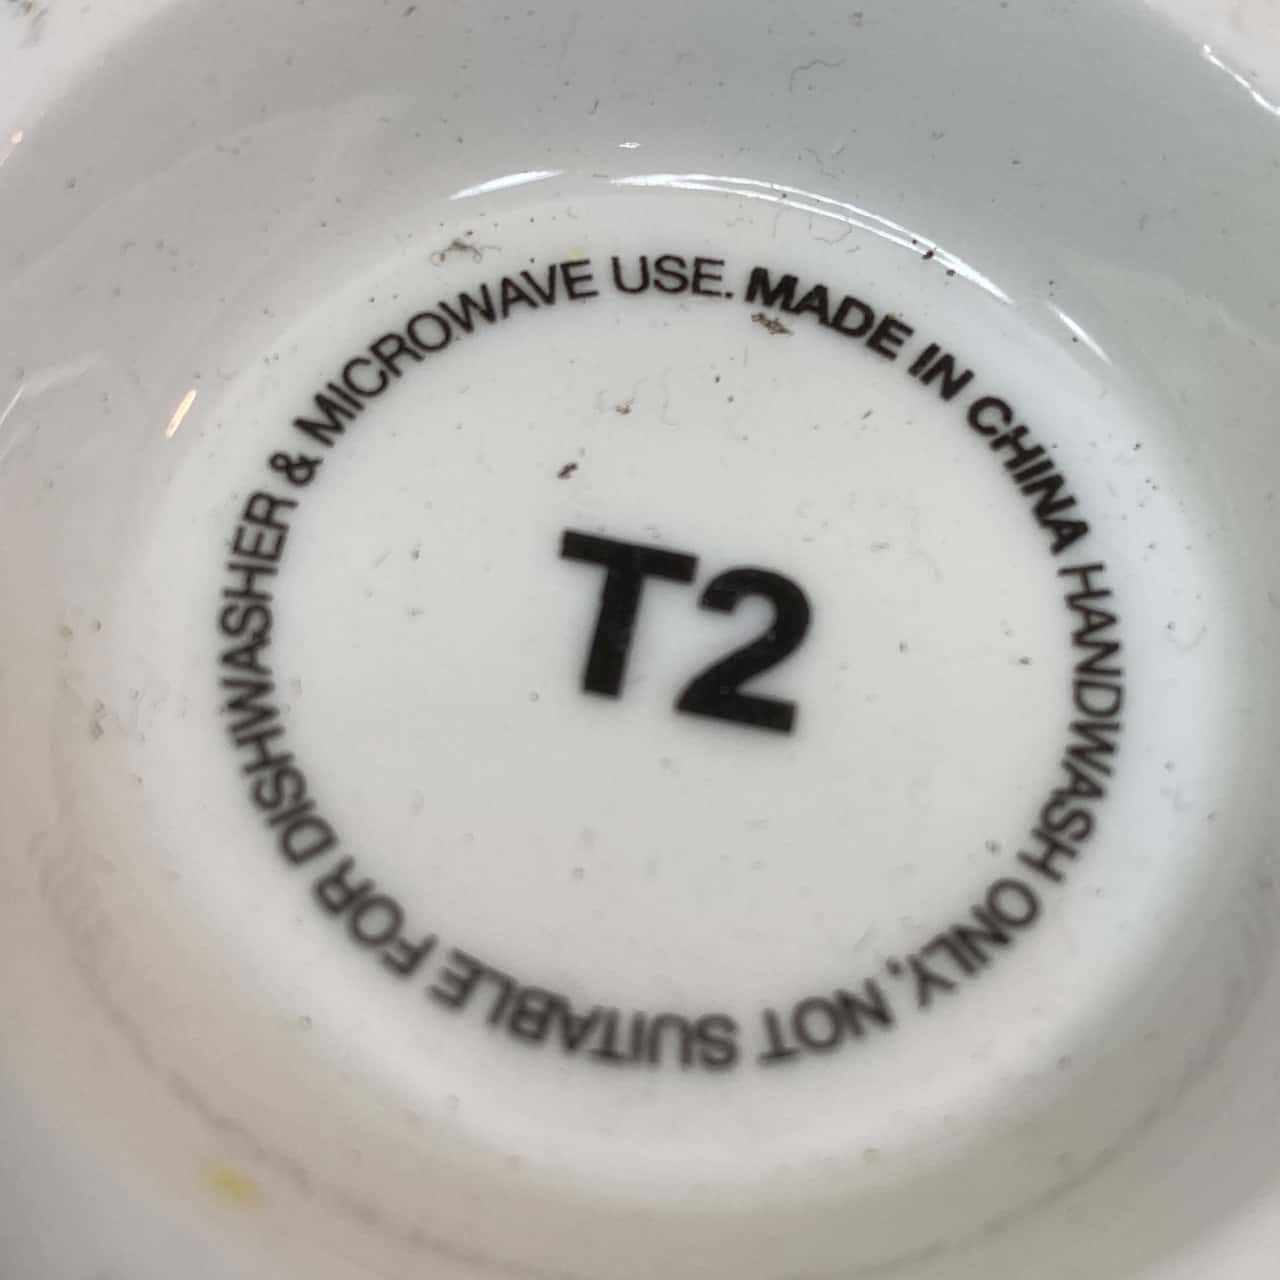 MADE IN CHINA HANDWASH ONLY, NOT SUITABLE FOR DISHWASHER & MICROWAVE USE.
T2